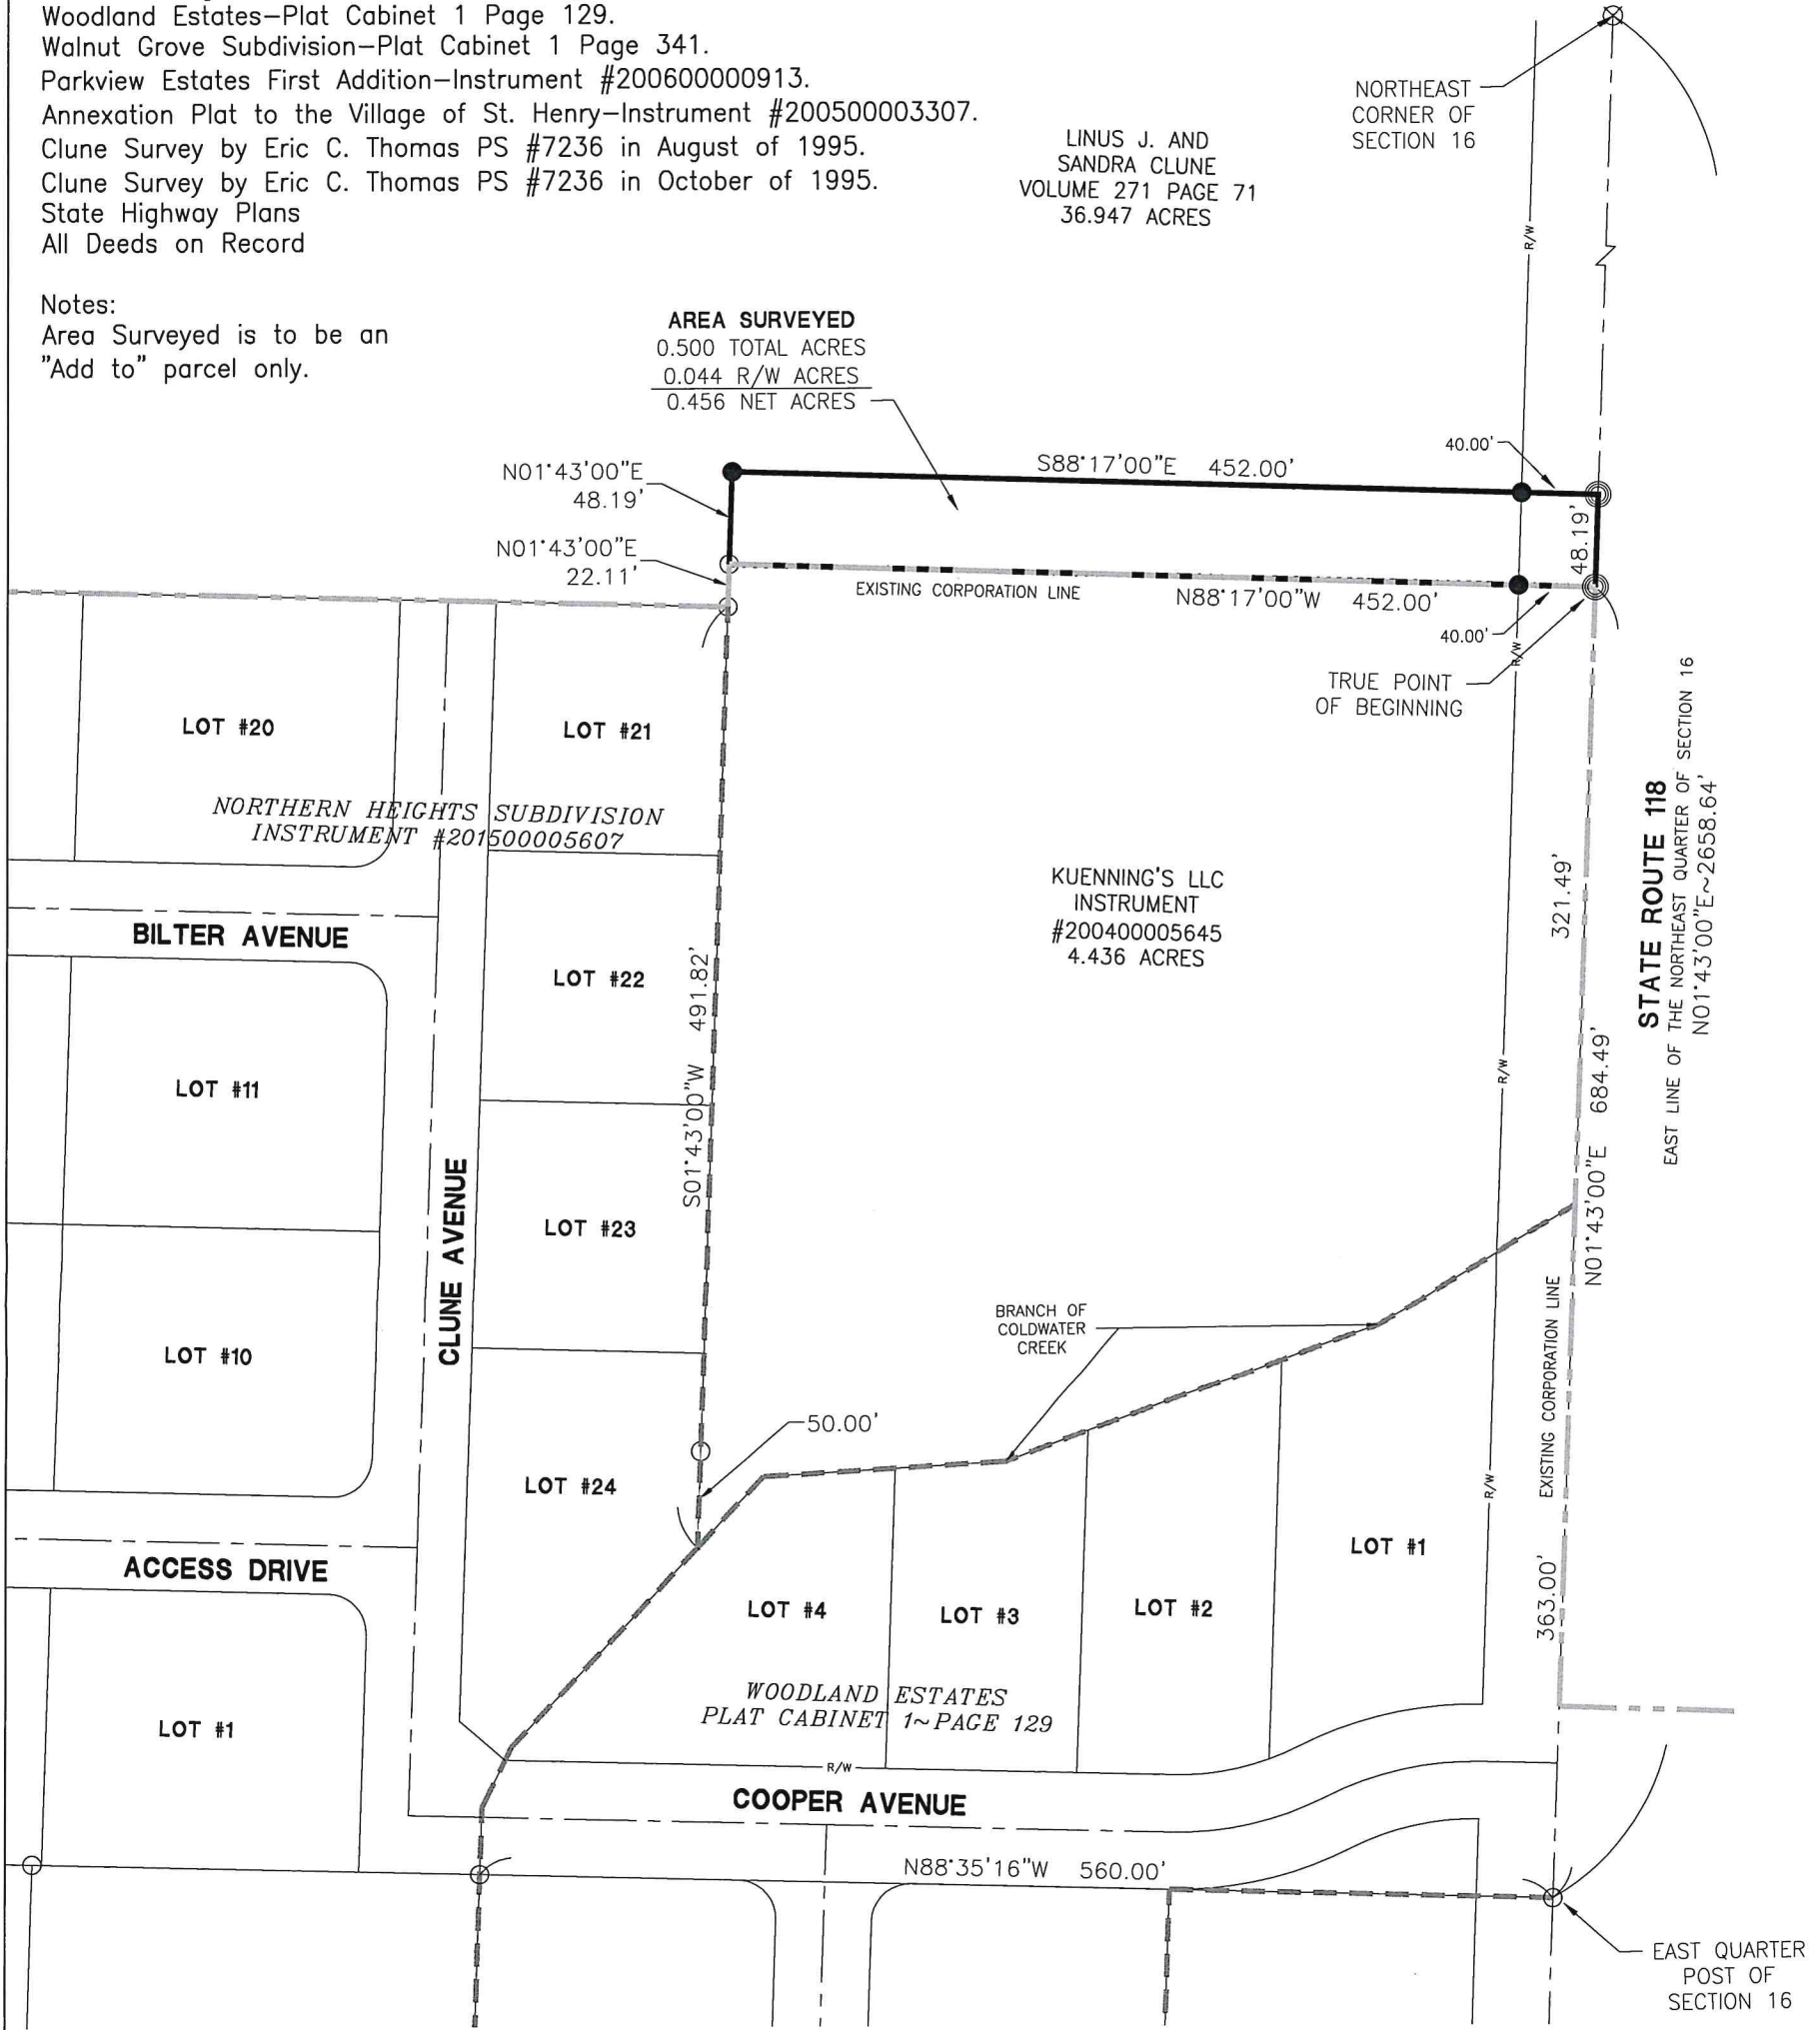 Woodland Estates-Plat Cabinet 1 Page 129.
Walnut Grove Subdivision-Plat Cabinet 1 Page 341.
Parkview Estates First Addition-Instrument #200600000913.
Annexation Plat to the Village of St. Henry-Instrument #200500003307.
Clune Survey by Eric C. Thomas PS #7236 in August of 1995.
Clune Survey by Eric C. Thomas PS #7236 in October of 1995.
State Highway Plans
All Deeds on Record
Notes:
Area Surveyed is to be an
"Add to" parcel only.
LINUS J. AND
SANDRA CLUNE
VOLUME 271 PAGE 71
36.947 ACRES
NORTHEAST
CORNER OF
SECTION 16
R/W
AREA SURVEYED
0.500 TOTAL ACRES
0.044 R/W ACRES
0.456 NET ACRES
N01°43'00"E
48.19'
S88°17'00"E 452.00'
40.00'
48.19'
N01°43'00"E
22.11'
EXISTING CORPORATION LINE
N88°17'00"W 452.00'
40.00'
R/W
TRUE POINT
OF BEGINNING
LOT #20
LOT #21
NORTHERN HEIGHTS SUBDIVISION
INSTRUMENT #201500005607
BILTER AVENUE
LOT #22
S01°43'00"W 491.82'
KUENNING'S LLC
INSTRUMENT
#200400005645
4.436 ACRES
321.49'
STATE ROUTE 118
EAST LINE OF THE NORTHEAST QUARTER OF SECTION 16
N01°43'00"E~2658.64'
N01°43'00"E 684.49'
R/W
LOT #11
CLUNE AVENUE
LOT #23
BRANCH OF
COLDWATER
CREEK
EXISTING CORPORATION LINE
LOT #10
50.00'
LOT #24
R/W
ACCESS DRIVE
LOT #4
LOT #3
LOT #2
LOT #1
363.00'
WOODLAND ESTATES
PLAT CABINET 1~PAGE 129
LOT #1
R/W
COOPER AVENUE
N88°35'16"W 560.00'
EAST QUARTER
POST OF
SECTION 16